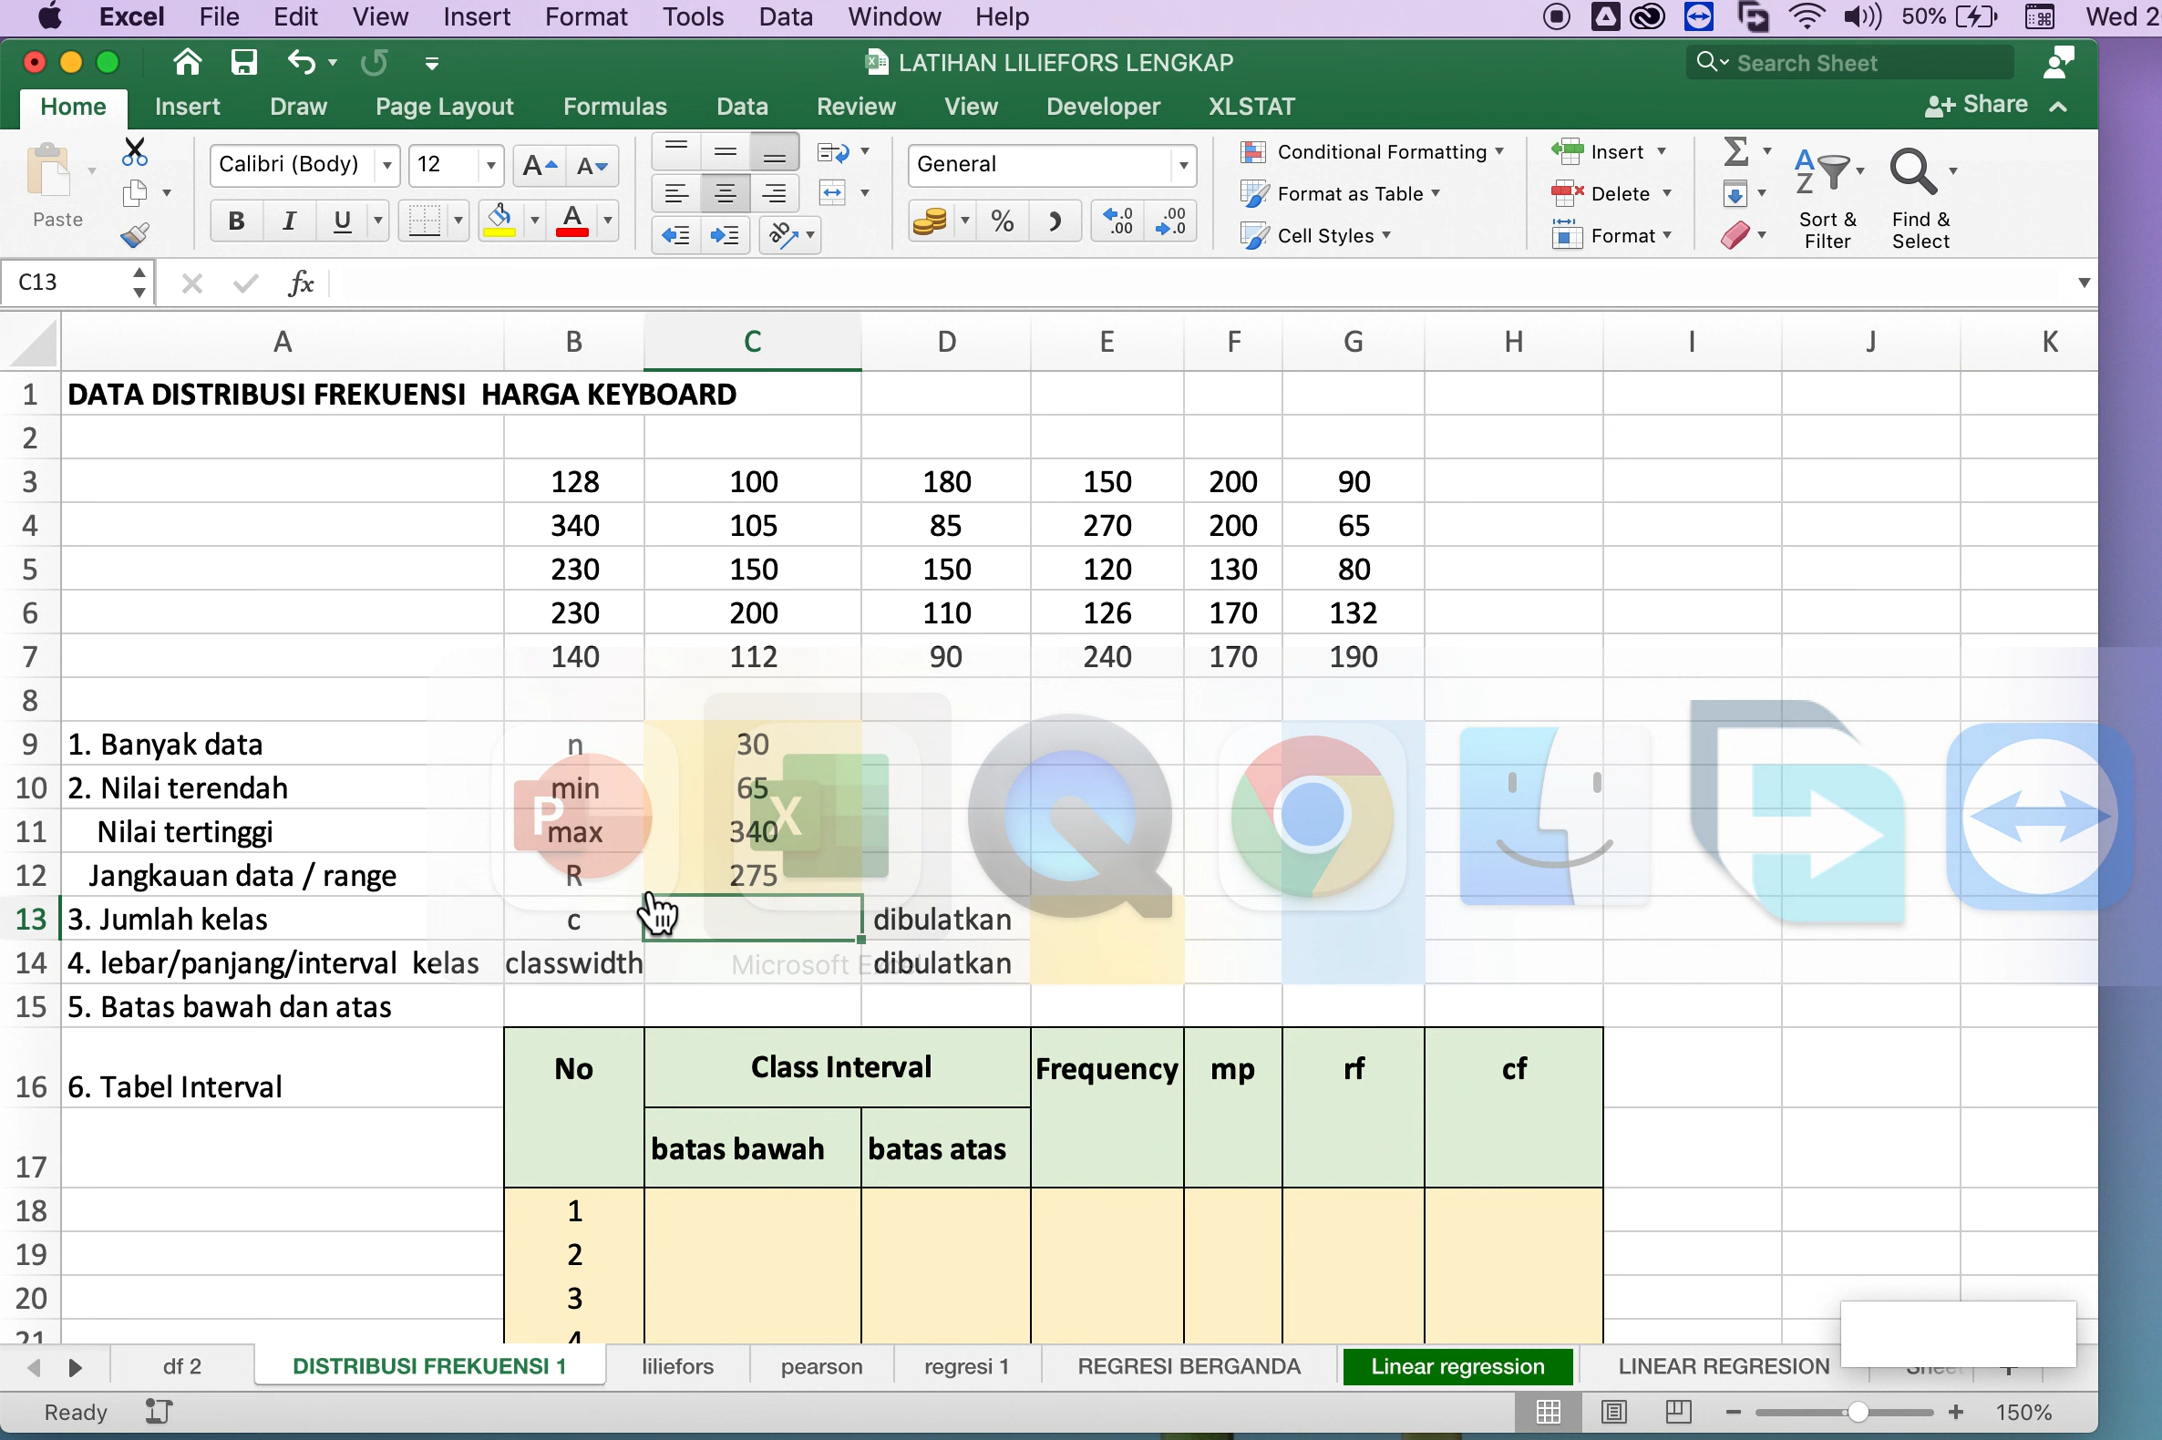 Excel File Edit View Insert Format Tools Data Window Help 50% Wed 2
LATIHAN LILIEFORS LENGKAP
Search Sheet
Home Insert Draw Page Layout Formulas Data Review View Developer XLSTAT Share
Paste
Calibri (Body) 12 General
Conditional Formatting
Format as Table
Cell Styles
Insert
Delete
Format
Sort & Filter
Find & Select
C13 fx
A B C D E F G H I J K
1 DATA DISTRIBUSI FREKUENSI HARGA KEYBOARD
2
3 128 100 180 150 200 90
4 340 105 85 270 200 65
5 230 150 150 120 130 80
6 230 200 110 126 170 132
7 140 112 90 240 170 190
8
9 1. Banyak data n 30
10 2. Nilai terendah min 65
11 Nilai tertinggi max 340
12 Jangkauan data / range R 275
13 3. Jumlah kelas c dibulatkan
14 4. lebar/panjang/interval kelas classwidth dibulatkan
Microsoft
15 5. Batas bawah dan atas
16 6. Tabel Interval No Class Interval Frequency mp rf cf
17 batas bawah batas atas
18 1
19 2
20 3
21 4
df 2 DISTRIBUSI FREKUENSI 1 liliefors pearson regresi 1 REGRESI BERGANDA Linear regression LINEAR REGRESION
Ready 150%